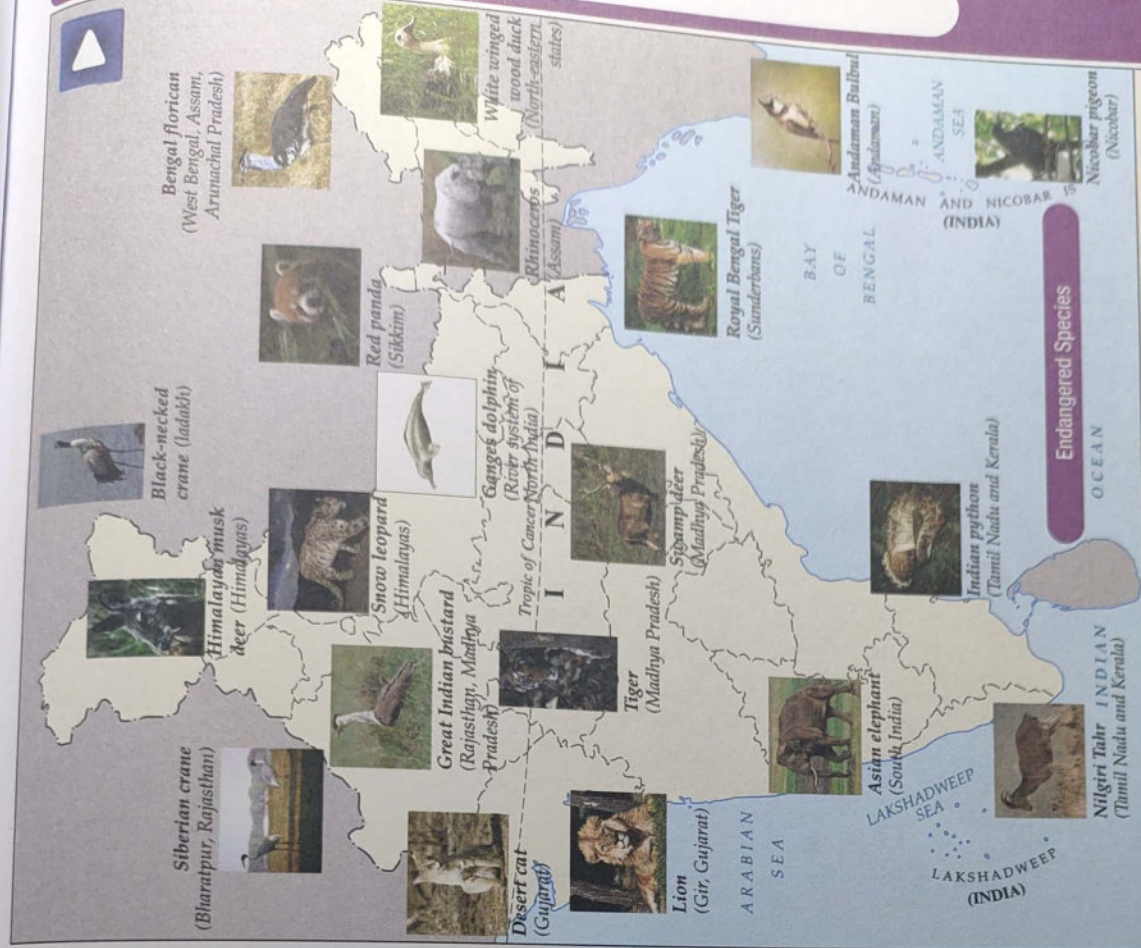 Black-necked
crane (ladakh)
Siberian crane
(Bharatpur, Rajasthan)
Himalayan musk
deer (Himalayas)
Bengal florican
(West Bengal, Assam,
Arunachal Pradesh)
Red panda
(Sikkim)
Snow leopard
(Himalayas)
Great Indian bustard
(Rajasthan, Madhya
Pradesh)
Ganges dolphin
(River system of
North India)
White winged
wood duck
(North-eastern
states)
Rhinoceros
(Assam)
Desert cat
(Gujarat)
Tropic of Cancer
INDIA
Tiger
(Madhya Pradesh)
Swamp deer
(Madhya Pradesh)
Lion
(Gir, Gujarat)
Royal Bengal Tiger
(Sunderbans)
ARABIAN
SEA
BAY
OF
BENGAL
Andaman Bulbul
(Andaman)
ANDAMAN
SEA
ANDAMAN AND NICOBAR IS
(INDIA)
Asian elephant
(South India)
Indian python
(Tamil Nadu and Kerala)
LAKSHADWEEP
SEA
LAKSHADWEEP
(INDIA)
Nilgiri Tahr
(Tamil Nadu and Kerala)
INDIAN
OCEAN
Nicobar pigeon
(Nicobar)
Endangered Species